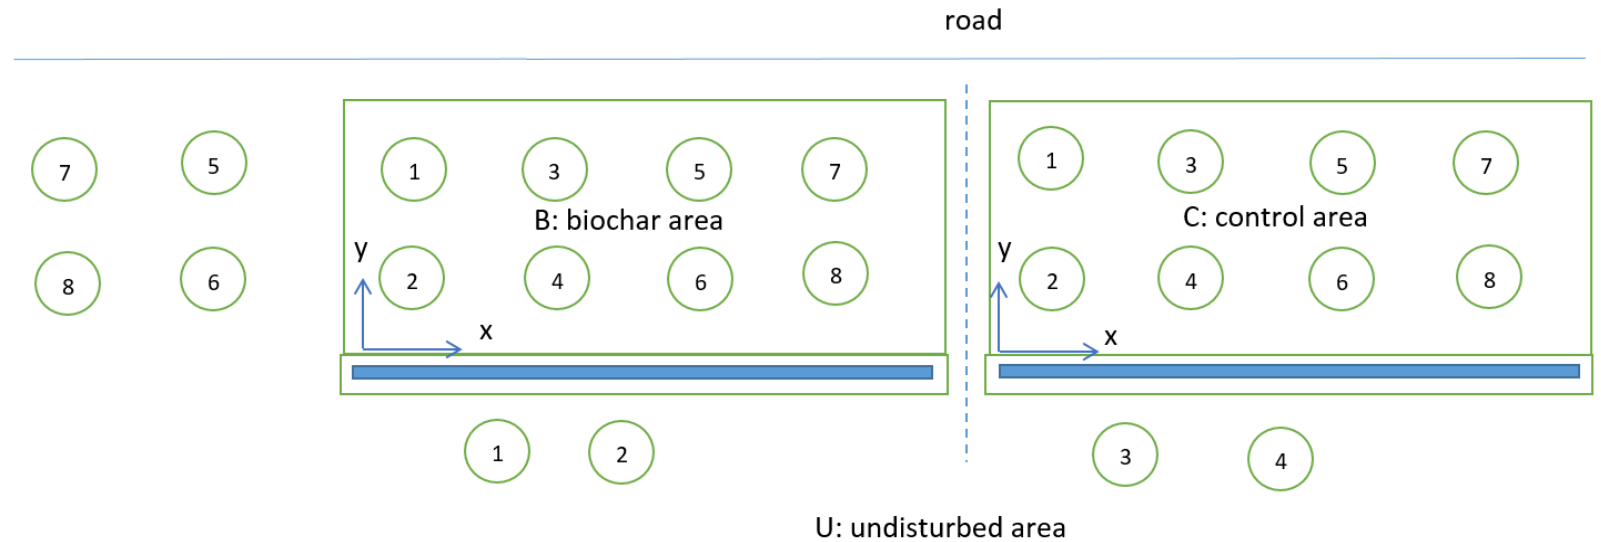 road
7 5 1 3 5 7 1 3 5 7
B: biochar area C: control area
y y
8 6 2 4 6 8 2 4 6 8
x x
1 2 3 4
U: undisturbed area